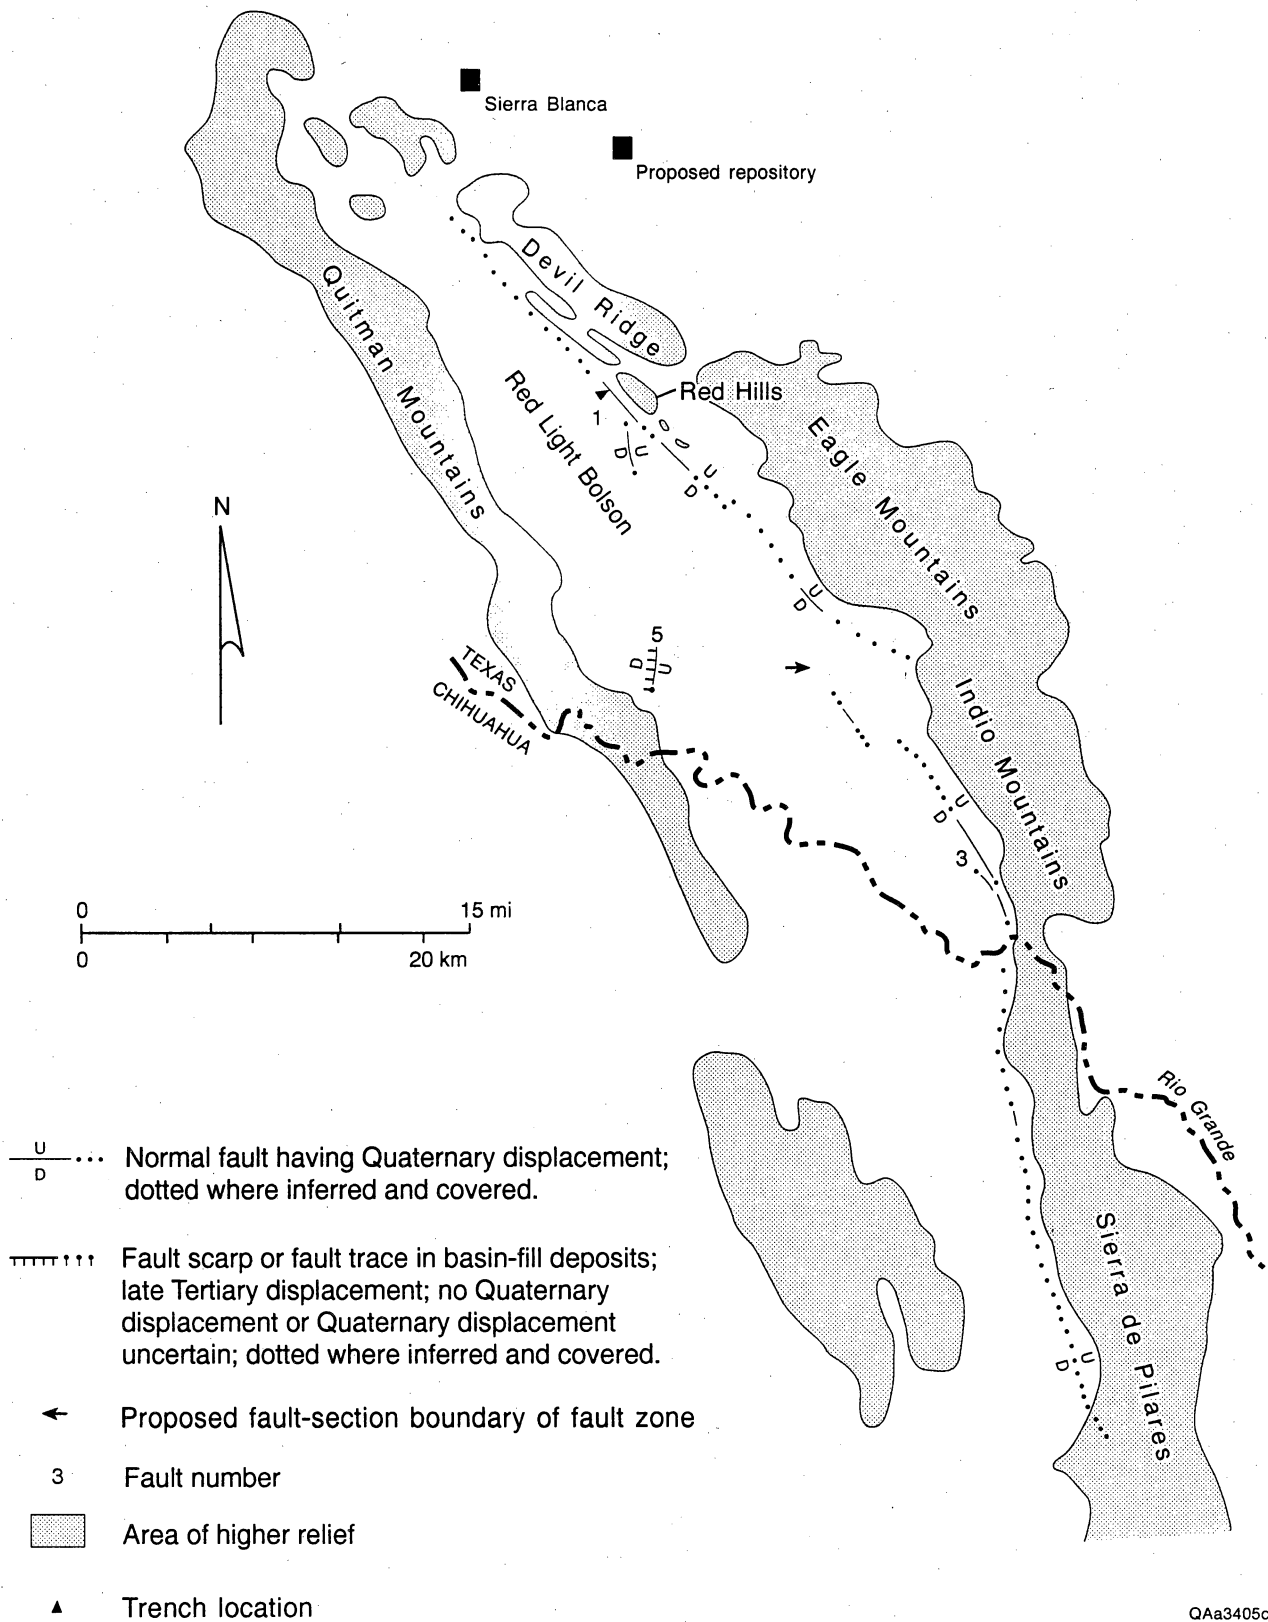 Sierra Blanca
Proposed repository
Devil Ridge
Quitman Mountains
Red Hills
Red Light Bolson
1
U
D
U
D
Eagle Mountains
N
U
D
5
D
U
TEXAS
CHIHUAHUA
Indio Mountains
U
D
3
0 15 mi
0 20 km
Rio Grande
Sierra de Pilares
U
D
U
D
Normal fault having Quaternary displacement;
dotted where inferred and covered.
Fault scarp or fault trace in basin-fill deposits;
late Tertiary displacement; no Quaternary
displacement or Quaternary displacement
uncertain; dotted where inferred and covered.
Proposed fault-section boundary of fault zone
3 Fault number
Area of higher relief
Trench location
QAa3405c